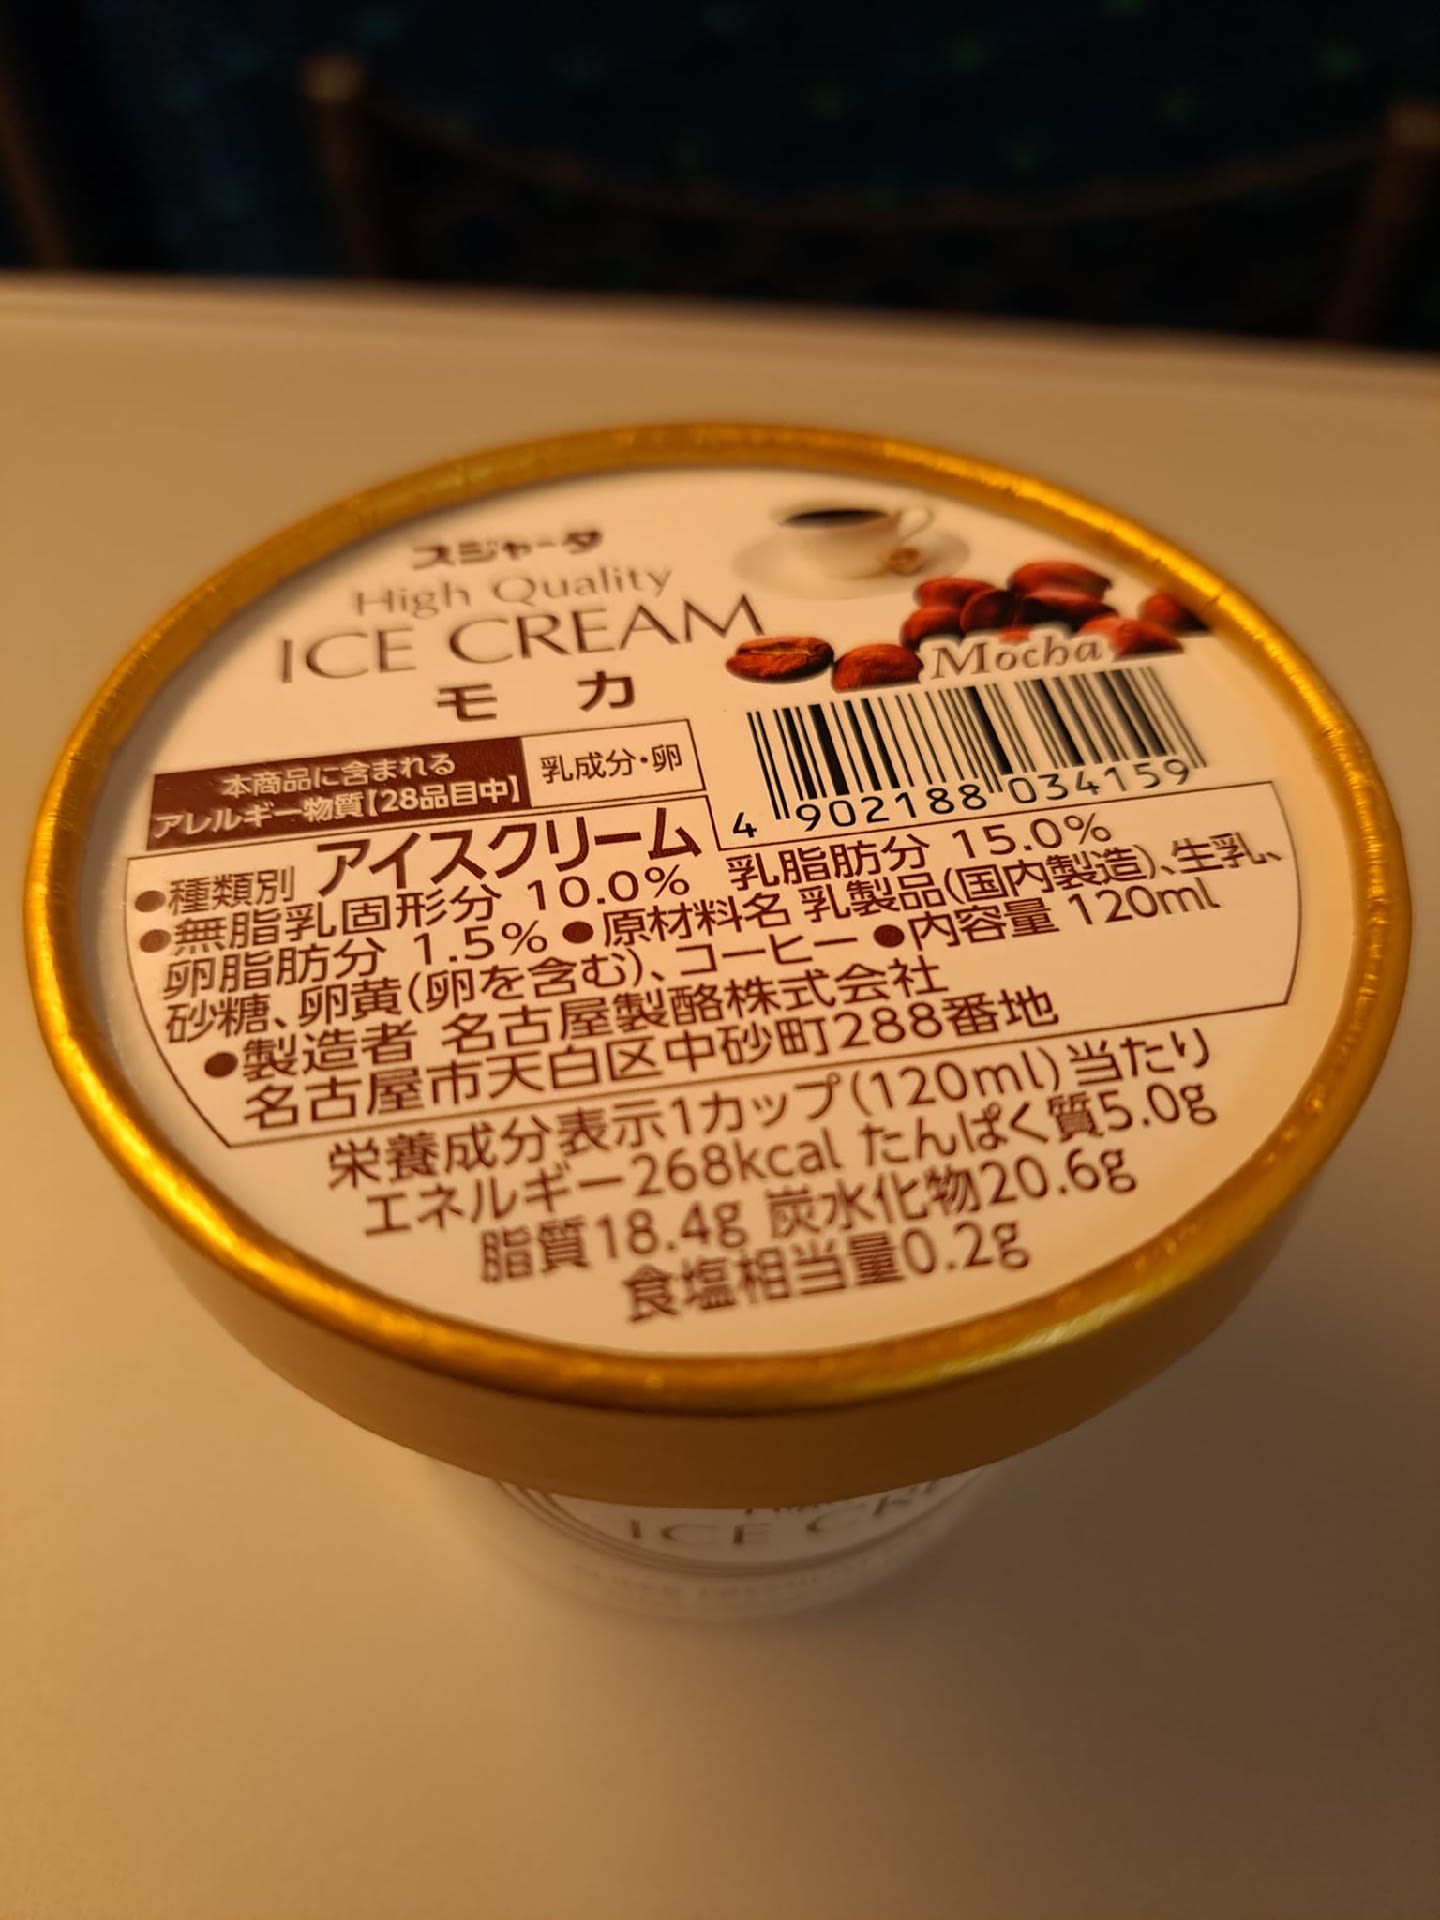 スジャータ
High Quality
ICE CREAM
モカ
Mocha
本商品に含まれる
アレルギー物質【28品目中】
乳成分・卵
4 902188 034159
●種類別 アイスクリーム
●無脂乳固形分 10.0% 乳脂肪分 15.0%
卵脂肪分 1.5% ●原材料名 乳製品(国内製造)、生乳、
砂糖、卵黄(卵を含む)、コーヒー ●内容量 120ml
●製造者 名古屋製酪株式会社
名古屋市天白区中砂町288番地
栄養成分表示1カップ(120ml)当たり
エネルギー268kcal たんぱく質5.0g
脂質18.4g 炭水化物20.6g
食塩相当量0.2g
ICE